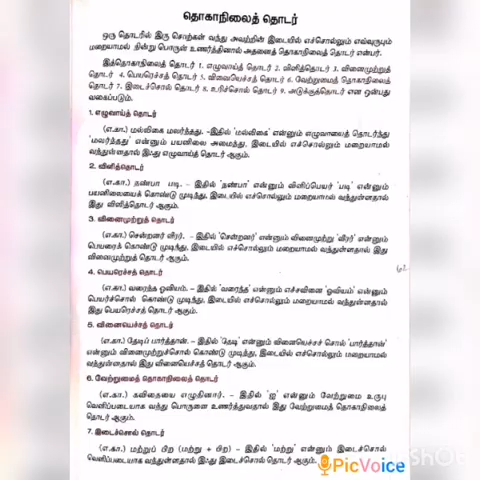 தொகாநிலைத் தொடர்
ஒரு தொடரில் இரு சொற்கள் வந்து அவற்றின் இடையில் எச்சொல்லும் எவ்வுருபும்
மறையாமல் நின்று பொருள் உணர்த்தினால் அதனைத் தொகாநிலைத் தொடர் என்பர்.
இத்தொகாநிலைத் தொடர் 1. எழுவாய்த் தொடர் 2. விளித்தொடர் 3. வினைமுற்றுத்
தொடர் 4. பெயரெச்சத் தொடர் 5. வினையெச்சத் தொடர் 6. வேற்றுமைத் தொகாநிலைத்
தொடர் 7. இடைச்சொல் தொடர் 8. உரிச்சொல் தொடர் 9. அடுக்குத்தொடர் என ஒன்பது
வகைப்படும்.
1. எழுவாய்த் தொடர்
(எ.கா.) மல்லிகை மலர்ந்தது. -இதில் 'மல்லிகை' என்னும் எழுவாலைத் தொடர்ந்து
'மலர்ந்தது' என்னும் பயனிலை அமைந்து, இடையில் எச்சொல்லும் மறையாமல்
வந்துள்ளதால் இஃது எழுவாய்த் தொடர் ஆகும்.
2. விளித்தொடர்
(எ.கா.) நண்பா படி. - இதில் 'நண்பா' என்னும் விளிப்பெயர் 'படி' என்னும்
பயனிலையைக் கொண்டு முடிந்து, இடையில் எச்சொல்லும் மறையாமல் வந்துள்ளதால்
இது விளித்தொடர் ஆகும்.
3. வினைமுற்றுத் தொடர்
(எ.கா.) சென்றனர் வீரர். - இதில் 'சென்றனர்' என்னும் வினைமுற்று 'வீரர்' என்னும்
பெயரைக் கொண்டு முடிந்து, இடையில் எச்சொல்லும் மறையாமல் வந்துள்ளதால் இது
வினைமுற்றுத் தொடர் ஆகும்.
4. பெயரெச்சத் தொடர்
(எ.கா.) வரைந்த ஓவியம். - இதில் 'வரைந்த' என்னும் எச்சவினை 'ஓவியம்' என்னும்
பெயர்ச்சொல் கொண்டு முடிந்து, இடையில் எச்சொல்லும் மறையாமல் வந்துள்ளதால்
இது பெயரெச்சத் தொடர் ஆகும்.
5. வினையெச்சத் தொடர்
(எ.கா.) தேடிப் பார்த்தான். - இதில் 'தேடி' என்னும் வினையெச்சச் சொல் 'பார்த்தான்'
என்னும் வினைமுற்றுச்சொல் கொண்டு முடிந்து, இடையில் எச்சொல்லும் மறையாமல்
வந்துள்ளதால் இது வினையெச்சத் தொடர் ஆகும்.
6. வேற்றுமைத் தொகாநிலைத் தொடர்
(எ.கா.) கவிதையை எழுதினார். - இதில் 'ஐ' என்னும் வேற்றுமை உருபு
வெளிப்படையாக வந்து பொருளை உணர்த்துவதால் இது வேற்றுமைத் தொகாநிலைத்
தொடர் ஆகும்.
7. இடைச்சொல் தொடர்
(எ.கா.) மற்றுப் பிற (மற்று + பிற) - இதில் 'மற்று' என்னும் இடைச்சொல்
வெளிப்படையாக வந்துள்ளதால் இஃது இடைச்சொல் தொடர் ஆகும்.
PicVoice